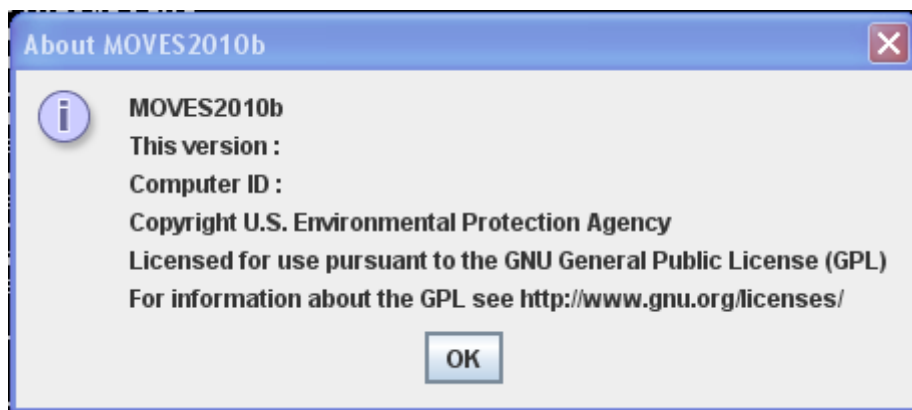 About MOVES2010b
MOVES2010b
This version :
Computer ID :
Copyright U.S. Environmental Protection Agency
Licensed for use pursuant to the GNU General Public License (GPL)
For information about the GPL see http://www.gnu.org/licenses/
OK